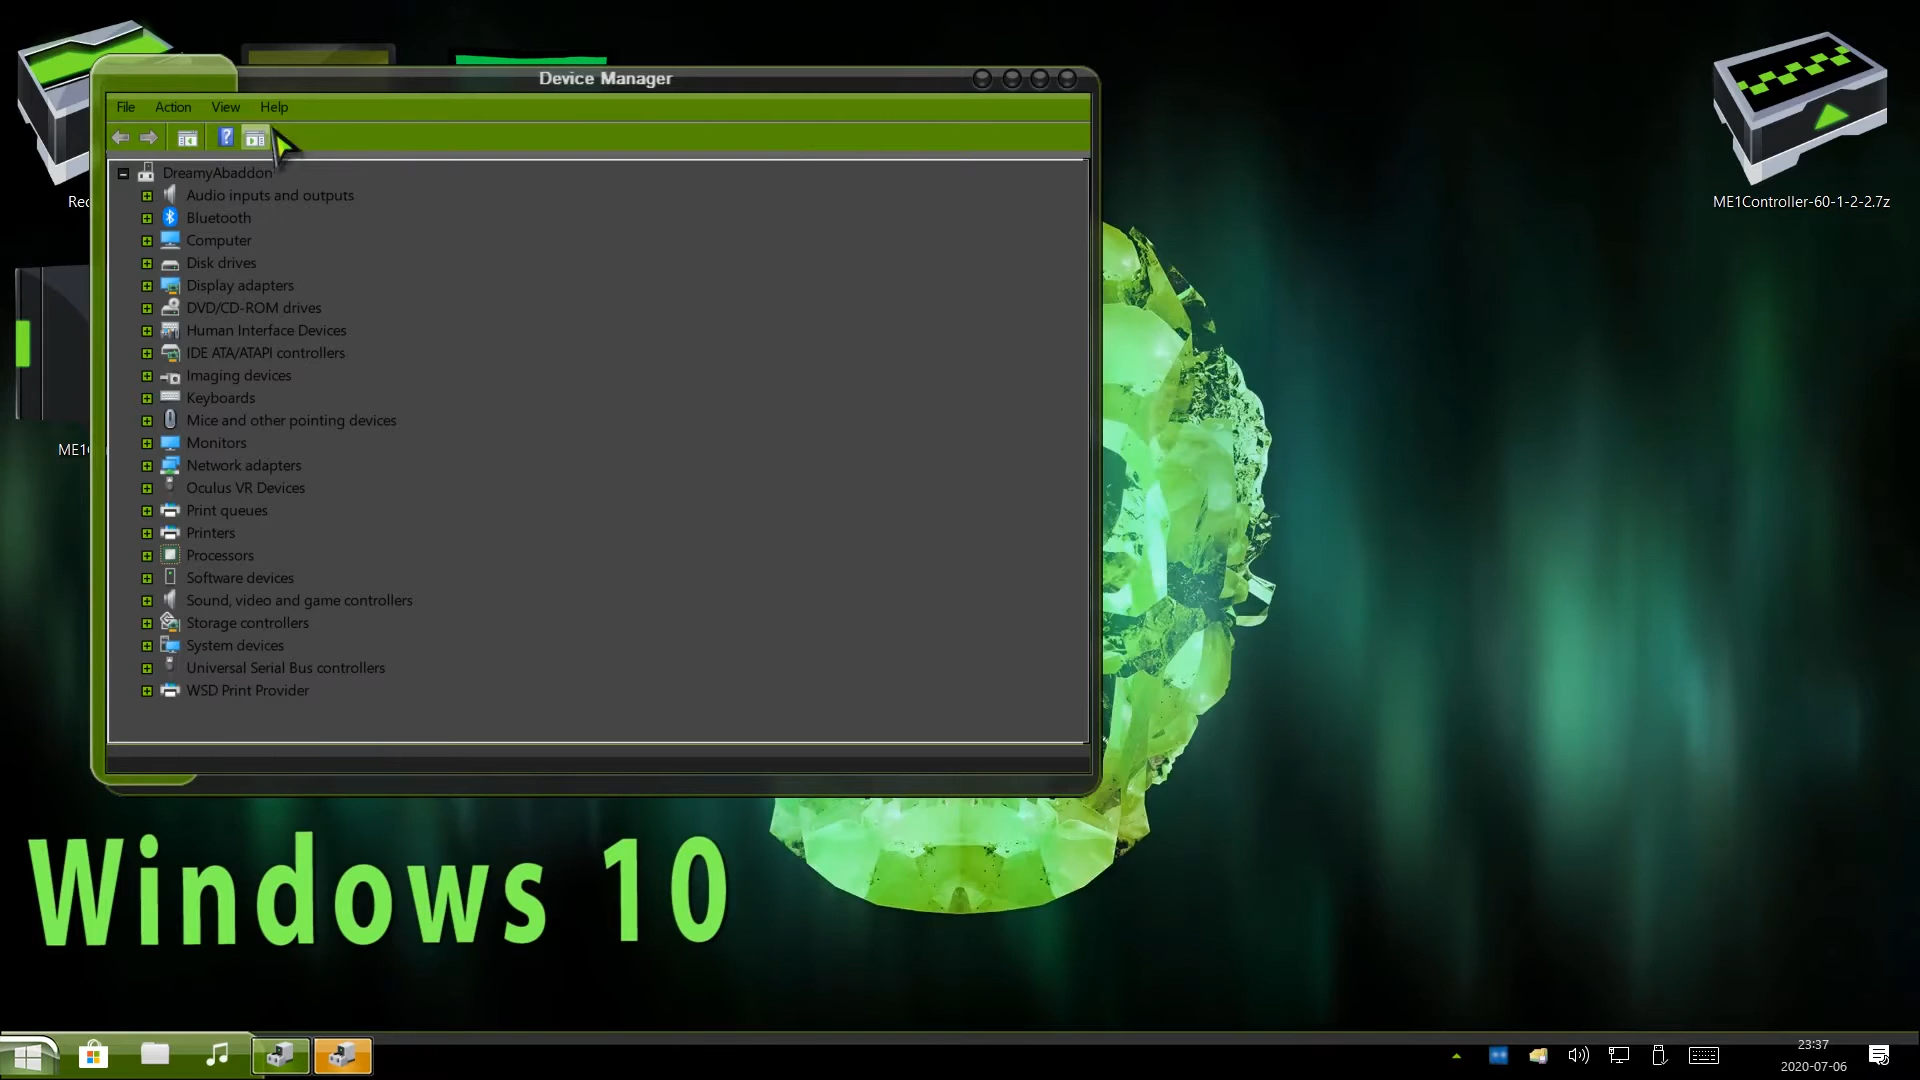 Device Manager
File Action View Help
DreamyAbaddon
Audio inputs and outputs
Bluetooth
Computer
Disk drives
Display adapters
DVD/CD-ROM drives
Human Interface Devices
IDE ATA/ATAPI controllers
Imaging devices
Keyboards
Mice and other pointing devices
Monitors
Network adapters
Oculus VR Devices
Print queues
Printers
Processors
Software devices
Sound, video and game controllers
Storage controllers
System devices
Universal Serial Bus controllers
WSD Print Provider
Rec
ME1
ME1Controller-60-1-2-2.7z
Windows 10
23:37
2020-07-06